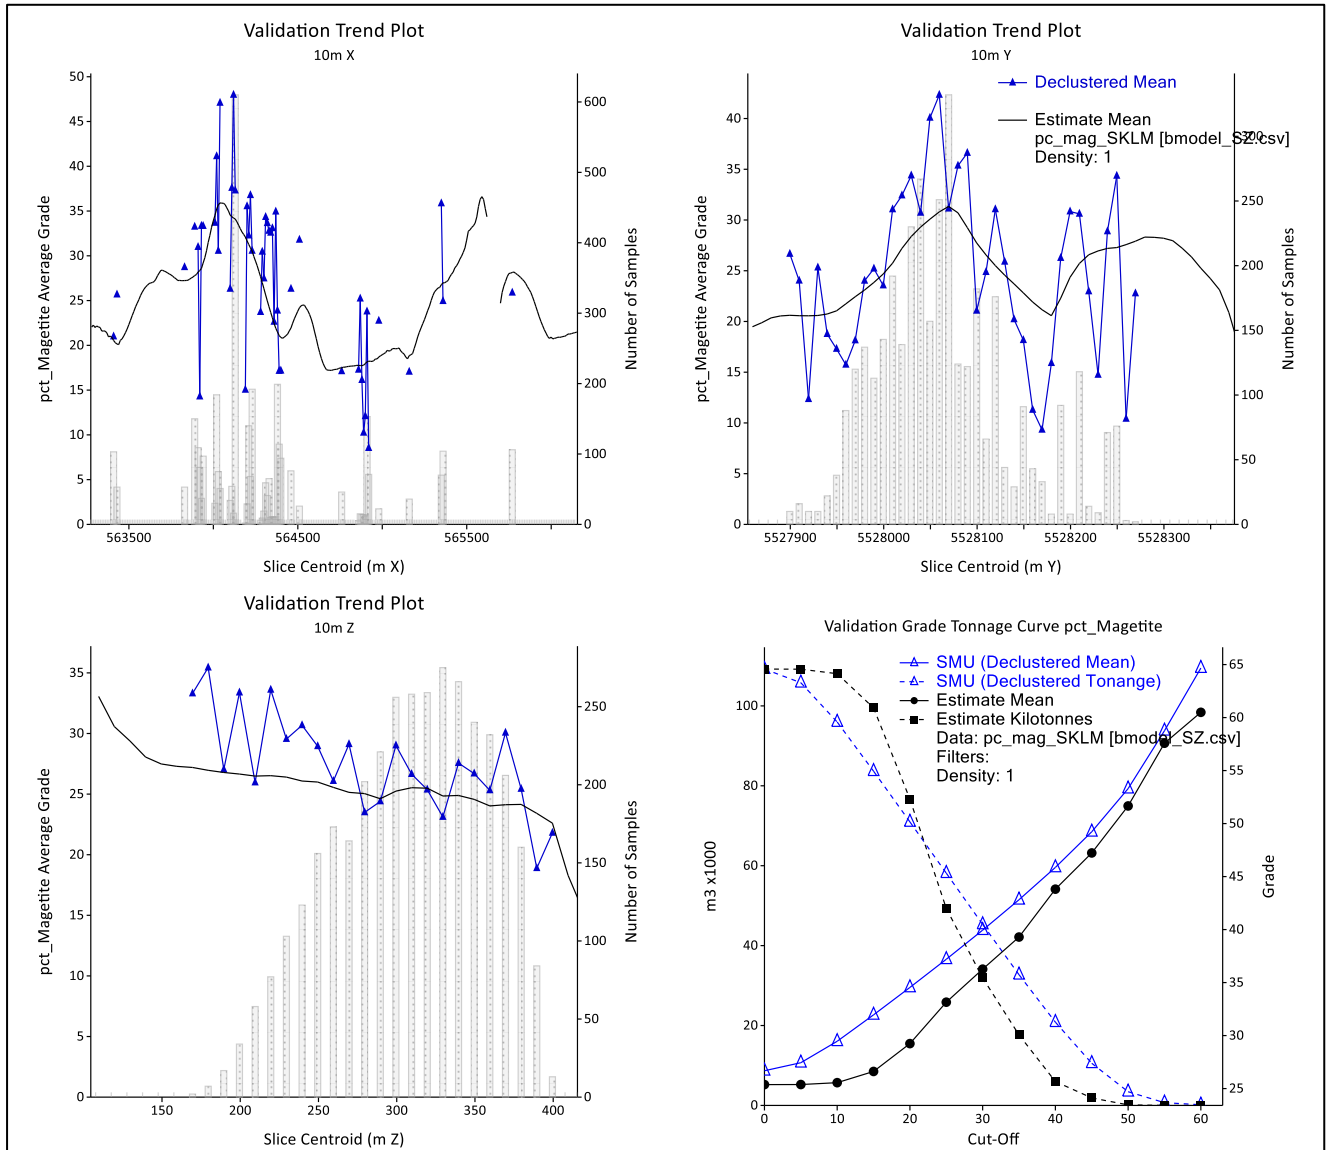 Validation Trend Plot
10m X
pct_Magetite Average Grade
50
45
40
35
30
25
20
15
10
5
0
600
500
400
300
200
100
0
Number of Samples
563500
564500
565500
Slice Centroid (m X)
Validation Trend Plot
10m Y
Declustered Mean
Estimate Mean
pc_mag_SKLM [bmodel_SZ.csv]
Density: 1
pct_Magetite Average Grade
40
35
30
25
20
15
10
5
0
300
250
200
150
100
50
0
Number of Samples
5527900
5528000
5528100
5528200
5528300
Slice Centroid (m Y)
Validation Trend Plot
10m Z
pct_Magetite Average Grade
35
30
25
20
15
10
5
0
250
200
150
100
50
0
Number of Samples
150
200
250
300
350
400
Slice Centroid (m Z)
Validation Grade Tonnage Curve pct_Magetite
SMU (Declustered Mean)
SMU (Declustered Tonange)
Estimate Mean
Estimate Kilotonnes
Data: pc_mag_SKLM [bmodel_SZ.csv]
Filters:
Density: 1
m3 x1000
100
80
60
40
20
0
65
60
55
50
45
40
35
30
25
Grade
0
10
20
30
40
50
60
Cut-Off